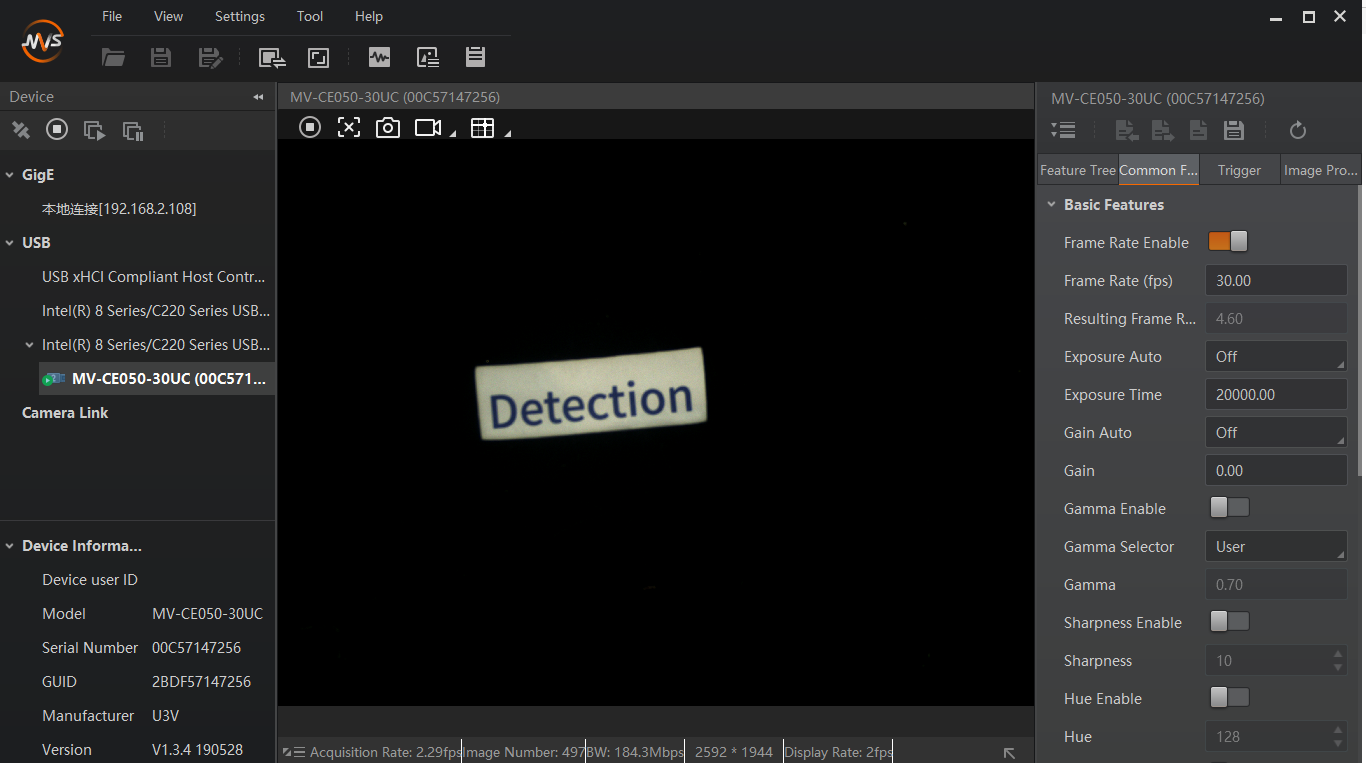 MVS
File View Settings Tool Help
Device
MV-CE050-30UC (00C57147256)
MV-CE050-30UC (00C57147256)
GigE
本地连接[192.168.2.108]
USB
USB xHCI Compliant Host Contr...
Intel(R) 8 Series/C220 Series USB...
Intel(R) 8 Series/C220 Series USB...
MV-CE050-30UC (00C571...
Camera Link
Device Informa...
Device user ID
Model MV-CE050-30UC
Serial Number 00C57147256
GUID 2BDF57147256
Manufacturer U3V
Version V1.3.4 190528
Detection
Acquisition Rate: 2.29fps Image Number: 497 BW: 184.3Mbps 2592 * 1944 Display Rate: 2fps
Feature Tree Common F... Trigger Image Pro...
Basic Features
Frame Rate Enable
Frame Rate (fps) 30.00
Resulting Frame R... 4.60
Exposure Auto Off
Exposure Time 20000.00
Gain Auto Off
Gain 0.00
Gamma Enable
Gamma Selector User
Gamma 0.70
Sharpness Enable
Sharpness 10
Hue Enable
Hue 128